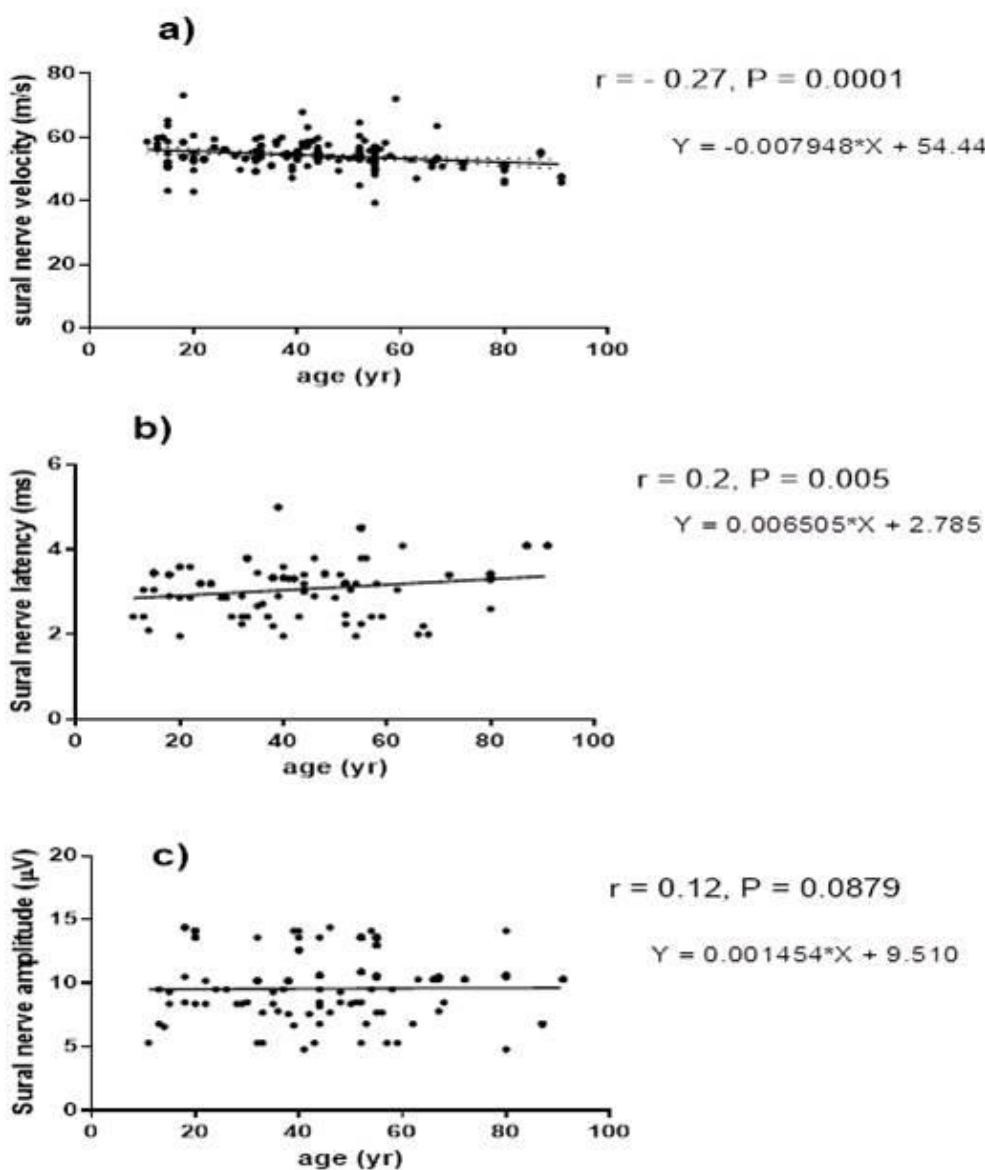 a)
r = - 0.27, P = 0.0001
Y = -0.007948*X + 54.44
sural nerve velocity (m/s)
80
60
40
20
0
0 20 40 60 80 100
age (yr)
b)
r = 0.2, P = 0.005
Y = 0.006505*X + 2.785
Sural nerve latency (ms)
6
4
2
0
0 20 40 60 80 100
age (yr)
c)
r = 0.12, P = 0.0879
Y = 0.001454*X + 9.510
Sural nerve amplitude (µV)
20
15
10
5
0
0 20 40 60 80 100
age (yr)